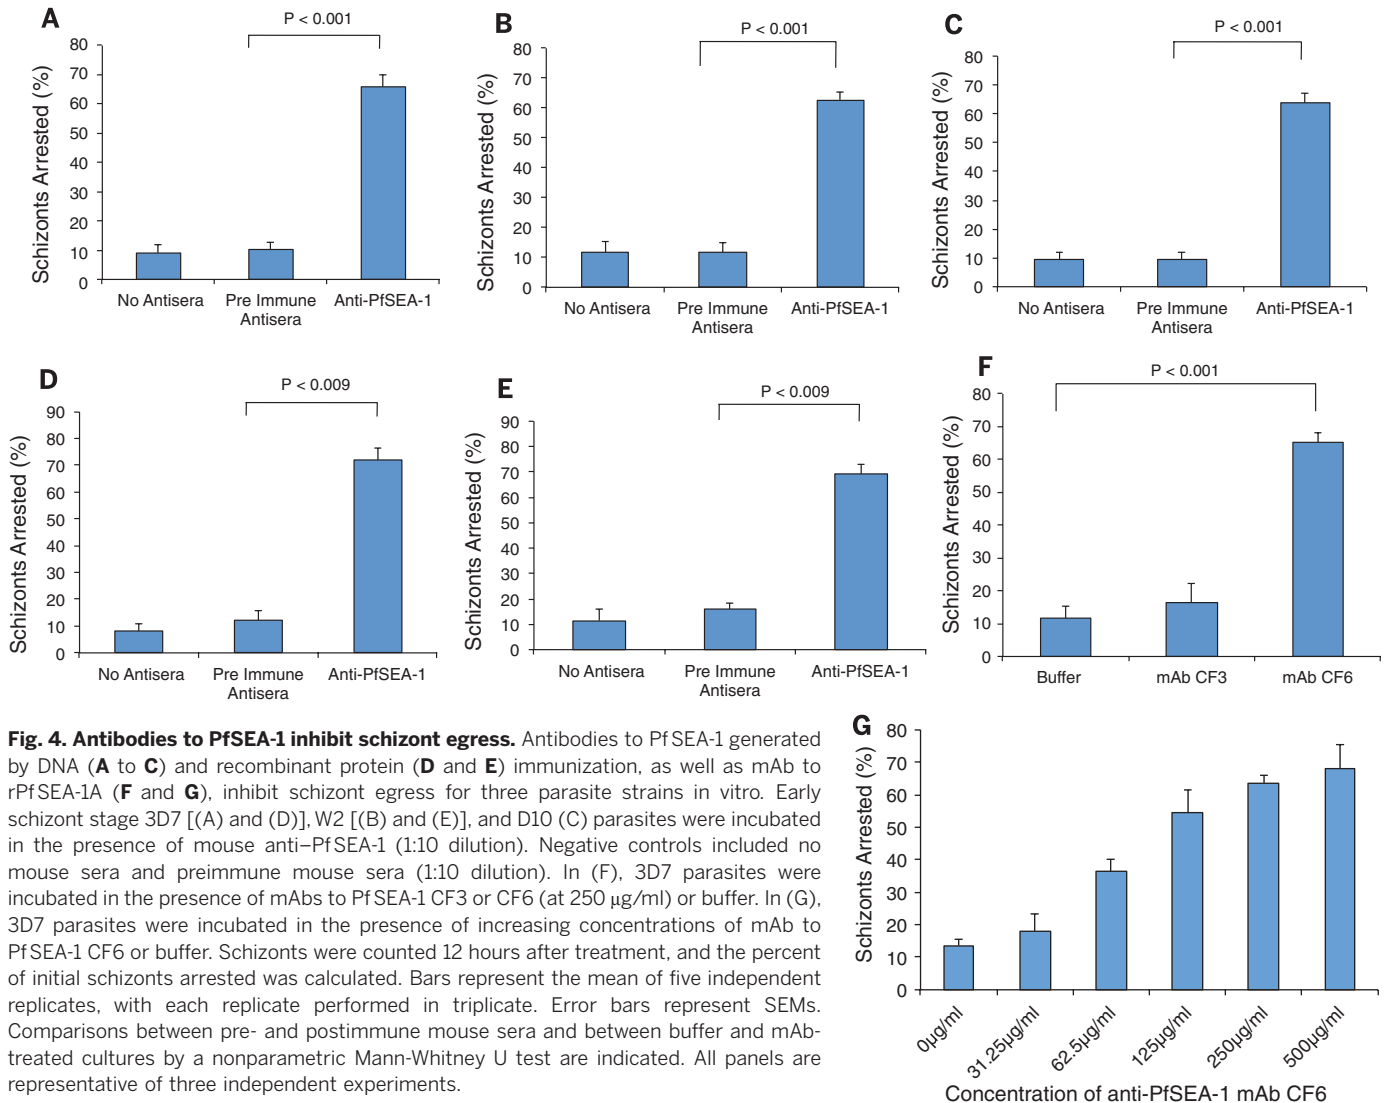 A
P < 0.001
Schizonts Arrested (%)
80
70
60
50
40
30
20
10
0
No Antisera
Pre Immune
Antisera
Anti-PfSEA-1
B
P < 0.001
Schizonts Arrested (%)
80
70
60
50
40
30
20
10
0
No Antisera
Pre Immune
Antisera
Anti-PfSEA-1
C
P < 0.001
Schizonts Arrested (%)
80
70
60
50
40
30
20
10
0
No Antisera
Pre Immune
Antisera
Anti-PfSEA-1
D
P < 0.009
Schizonts Arrested (%)
90
80
70
60
50
40
30
20
10
0
No Antisera
Pre Immune
Antisera
Anti-PfSEA-1
E
P < 0.009
Schizonts Arrested (%)
90
80
70
60
50
40
30
20
10
0
No Antisera
Pre Immune
Antisera
Anti-PfSEA-1
F
P < 0.001
Schizonts Arrested (%)
80
70
60
50
40
30
20
10
0
Buffer
mAb CF3
mAb CF6
Fig. 4. Antibodies to PfSEA-1 inhibit schizont egress. Antibodies to PfSEA-1 generated
by DNA (A to C) and recombinant protein (D and E) immunization, as well as mAb to
rPfSEA-1A (F and G), inhibit schizont egress for three parasite strains in vitro. Early
schizont stage 3D7 [(A) and (D)], W2 [(B) and (E)], and D10 (C) parasites were incubated
in the presence of mouse anti–PfSEA-1 (1:10 dilution). Negative controls included no
mouse sera and preimmune mouse sera (1:10 dilution). In (F), 3D7 parasites were
incubated in the presence of mAbs to PfSEA-1 CF3 or CF6 (at 250 μg/ml) or buffer. In (G),
3D7 parasites were incubated in the presence of increasing concentrations of mAb to
PfSEA-1 CF6 or buffer. Schizonts were counted 12 hours after treatment, and the percent
of initial schizonts arrested was calculated. Bars represent the mean of five independent
replicates, with each replicate performed in triplicate. Error bars represent SEMs.
Comparisons between pre- and postimmune mouse sera and between buffer and mAb-
treated cultures by a nonparametric Mann-Whitney U test are indicated. All panels are
representative of three independent experiments.
G
Schizonts Arrested (%)
80
70
60
50
40
30
20
10
0
0μg/ml
31.25μg/ml
62.5μg/ml
125μg/ml
250μg/ml
500μg/ml
Concentration of anti-PfSEA-1 mAb CF6